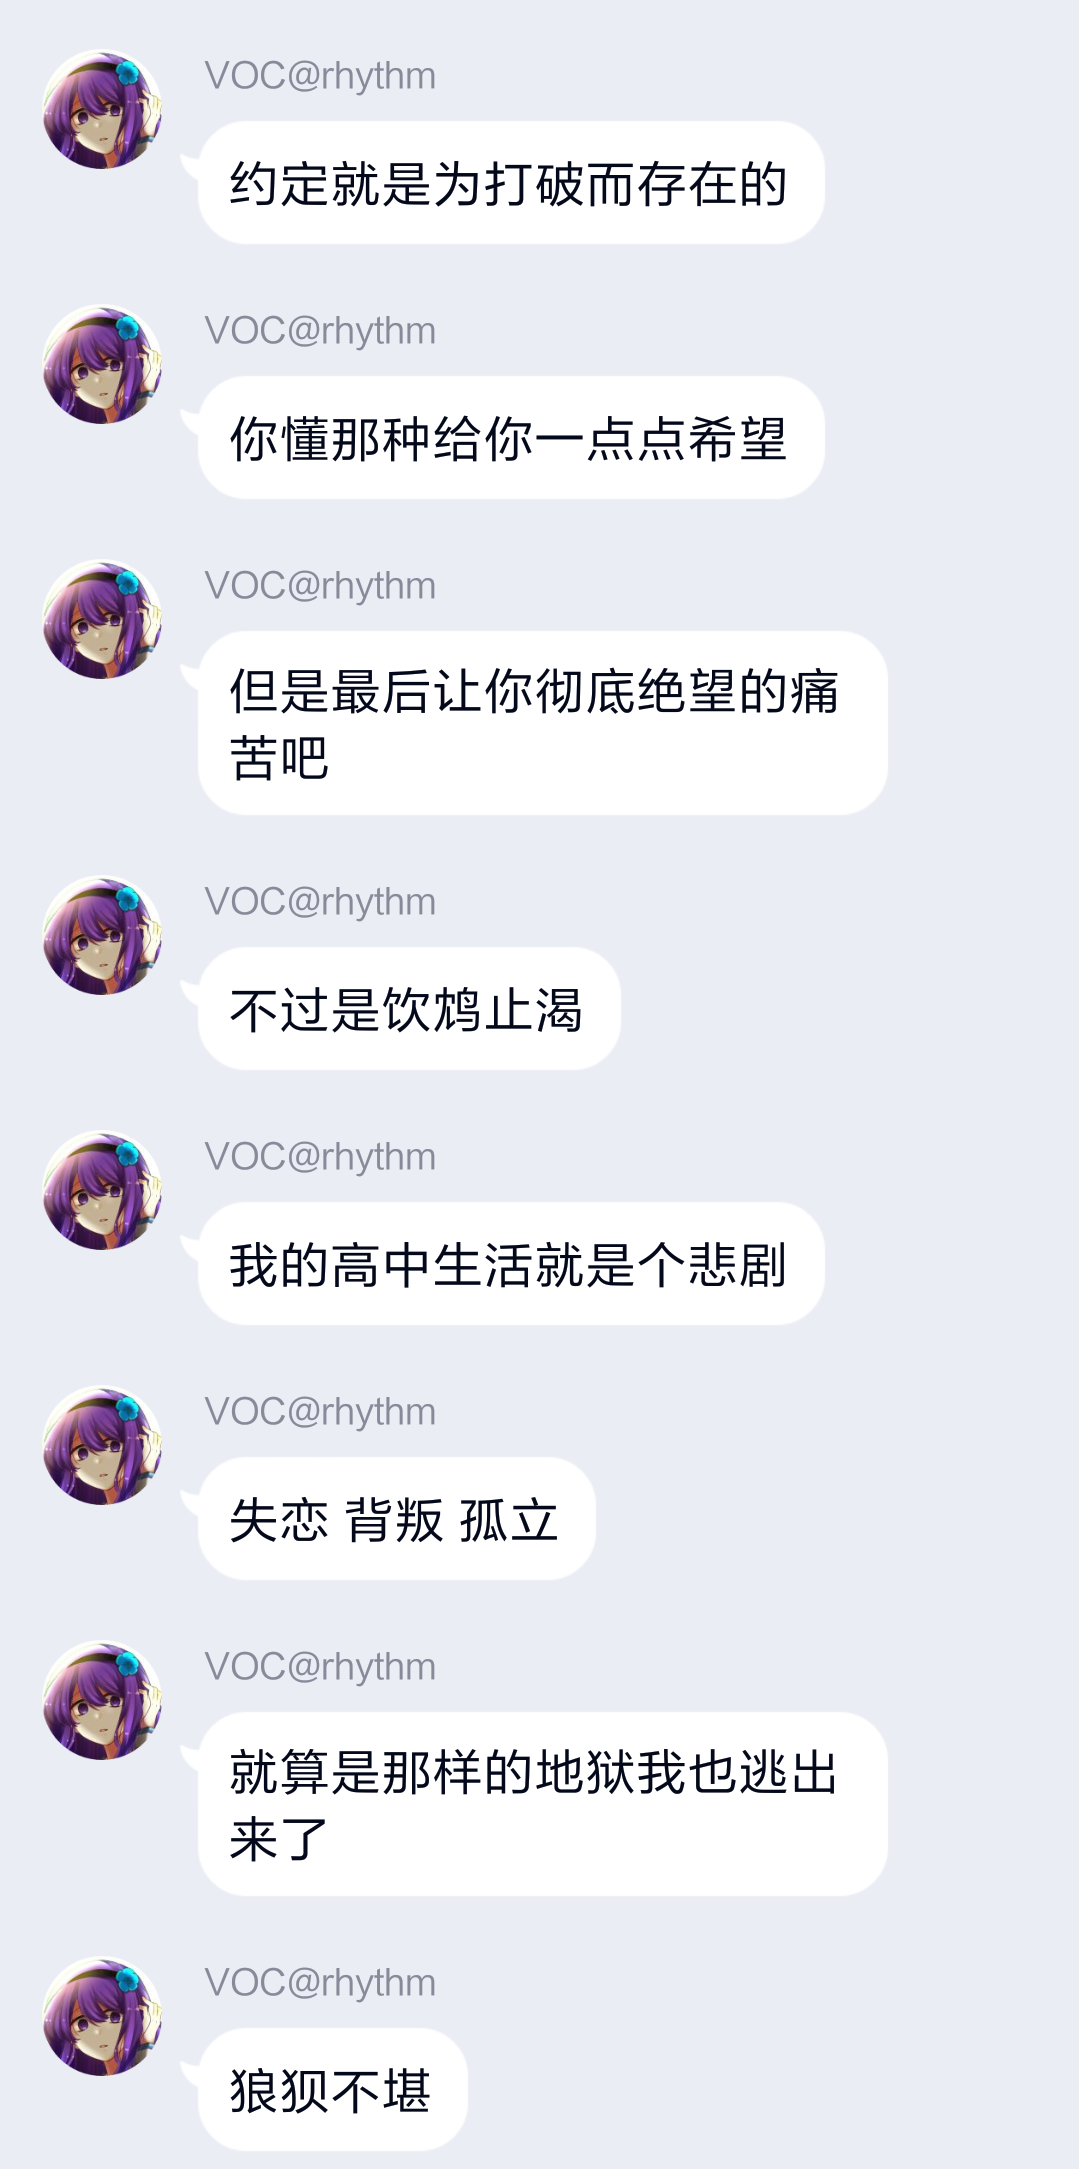 VOC@rhythm
约定就是为打破而存在的
VOC@rhythm
你懂那种给你一点点希望
VOC@rhythm
但是最后让你彻底绝望的痛
苦吧
VOC@rhythm
不过是饮鸩止渴
VOC@rhythm
我的高中生活就是个悲剧
VOC@rhythm
失恋 背叛 孤立
VOC@rhythm
就算是那样的地狱我也逃出
来了
VOC@rhythm
狼狈不堪